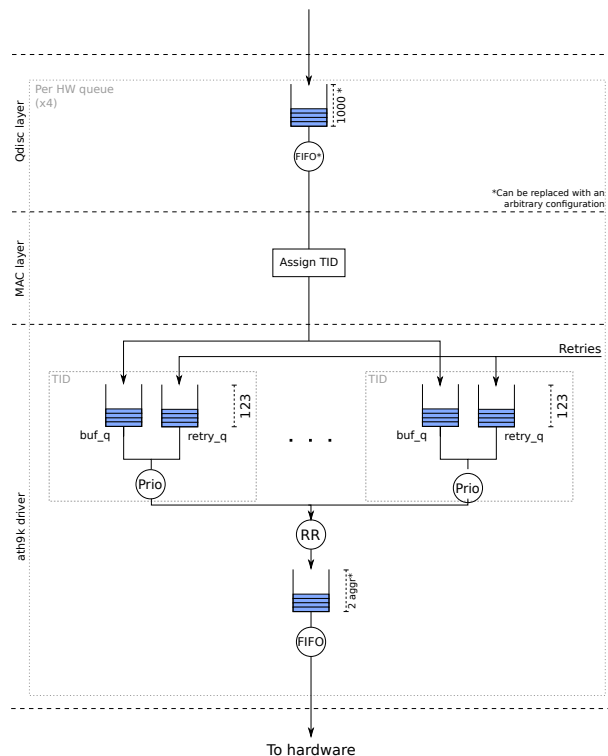 Per HW queue
(x4)
Qdisc layer
1000 *
FIFO*
*Can be replaced with an
arbitrary configuration
MAC layer
Assign TID
Retries
TID
TID
123
123
buf_q
retry_q
. . .
buf_q
retry_q
Prio
Prio
ath9k driver
RR
2 aggr*
FIFO
To hardware